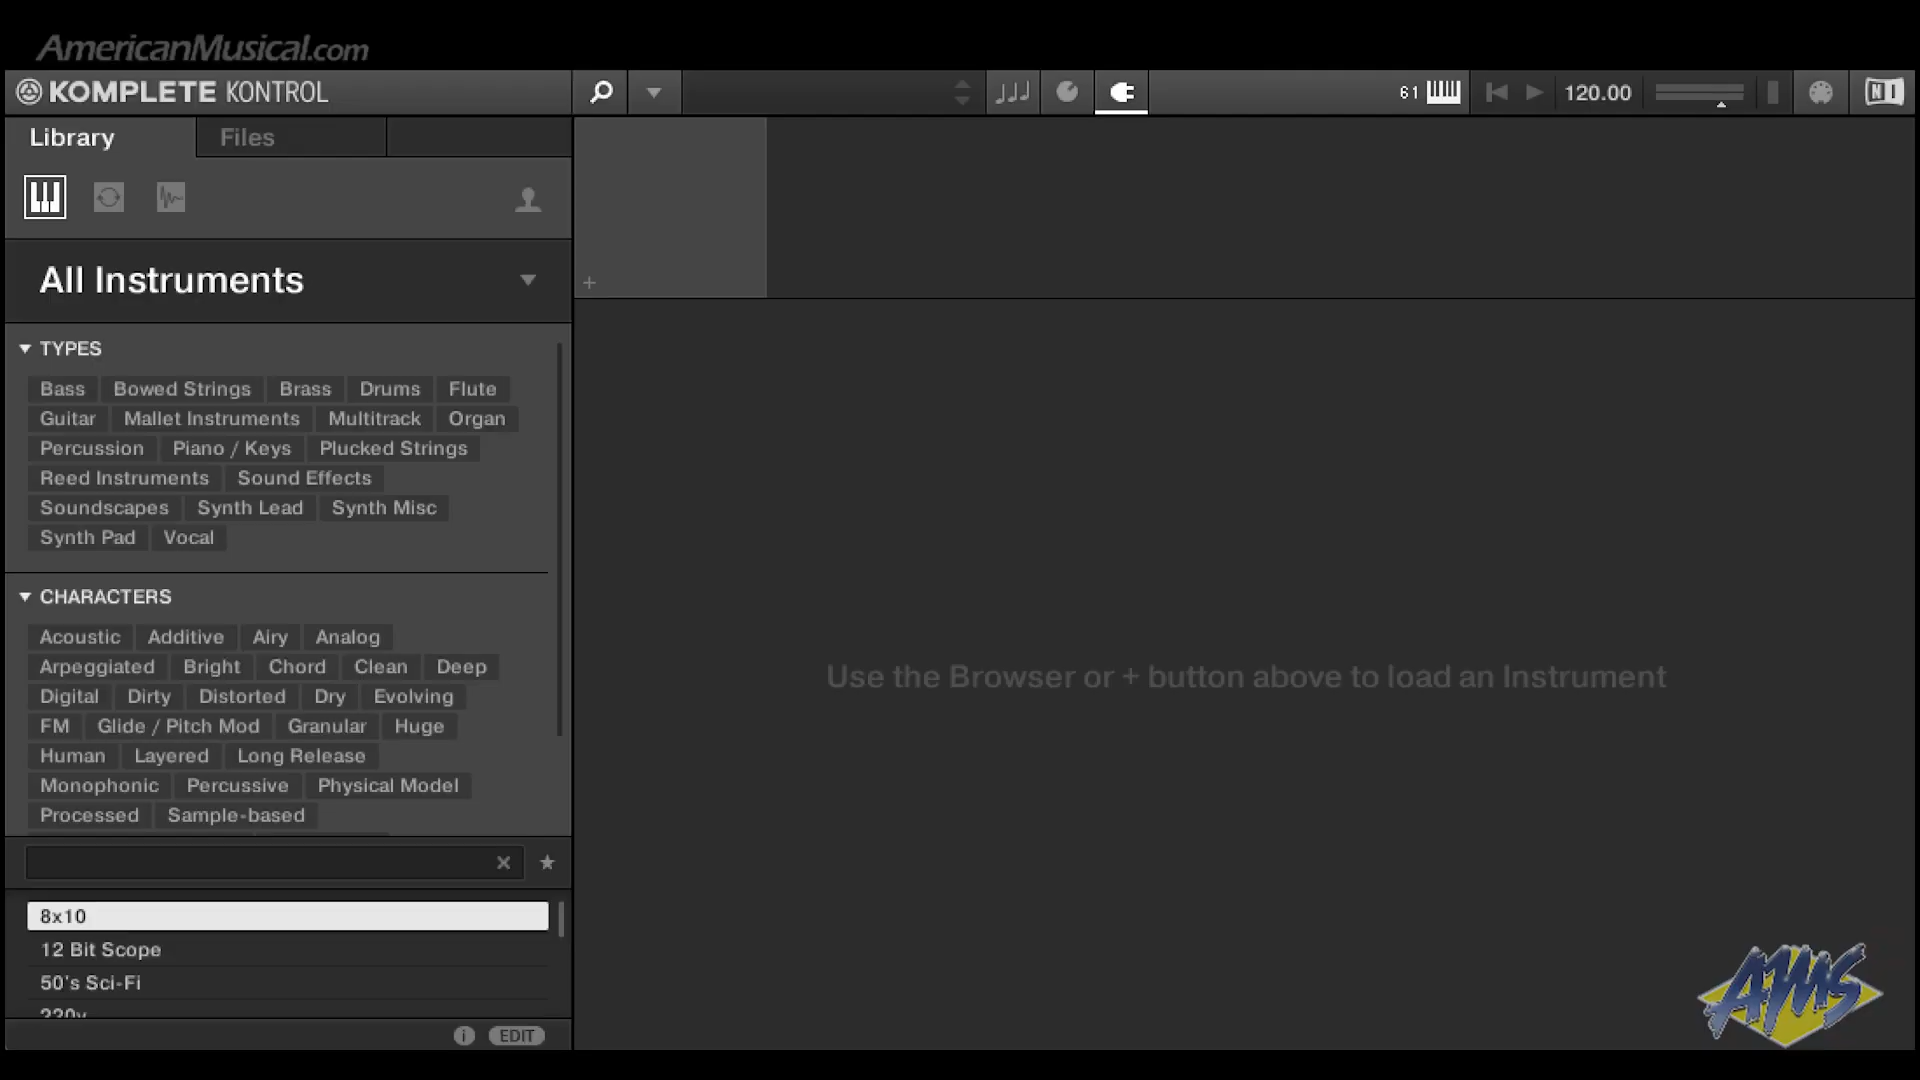 AmericanMusical.com
KOMPLETE KONTROL
61
120.00
NI
Library
Files
All Instruments
+
TYPES
Bass Bowed Strings Brass Drums Flute
Guitar Mallet Instruments Multitrack Organ
Percussion Piano / Keys Plucked Strings
Reed Instruments Sound Effects
Soundscapes Synth Lead Synth Misc
Synth Pad Vocal
CHARACTERS
Acoustic Additive Airy Analog
Arpeggiated Bright Chord Clean Deep
Digital Dirty Distorted Dry Evolving
FM Glide / Pitch Mod Granular Huge
Human Layered Long Release
Monophonic Percussive Physical Model
Processed Sample-based
Use the Browser or + button above to load an Instrument
8x10
12 Bit Scope
50's Sci-Fi
220v
i EDIT
AMS